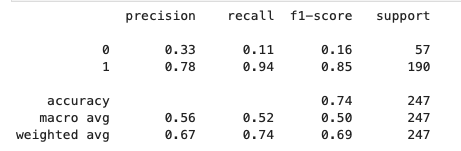 precision recall f1-score support
0 0.33 0.11 0.16 57
1 0.78 0.94 0.85 190
accuracy 0.74 247
macro avg 0.56 0.52 0.50 247
weighted avg 0.67 0.74 0.69 247